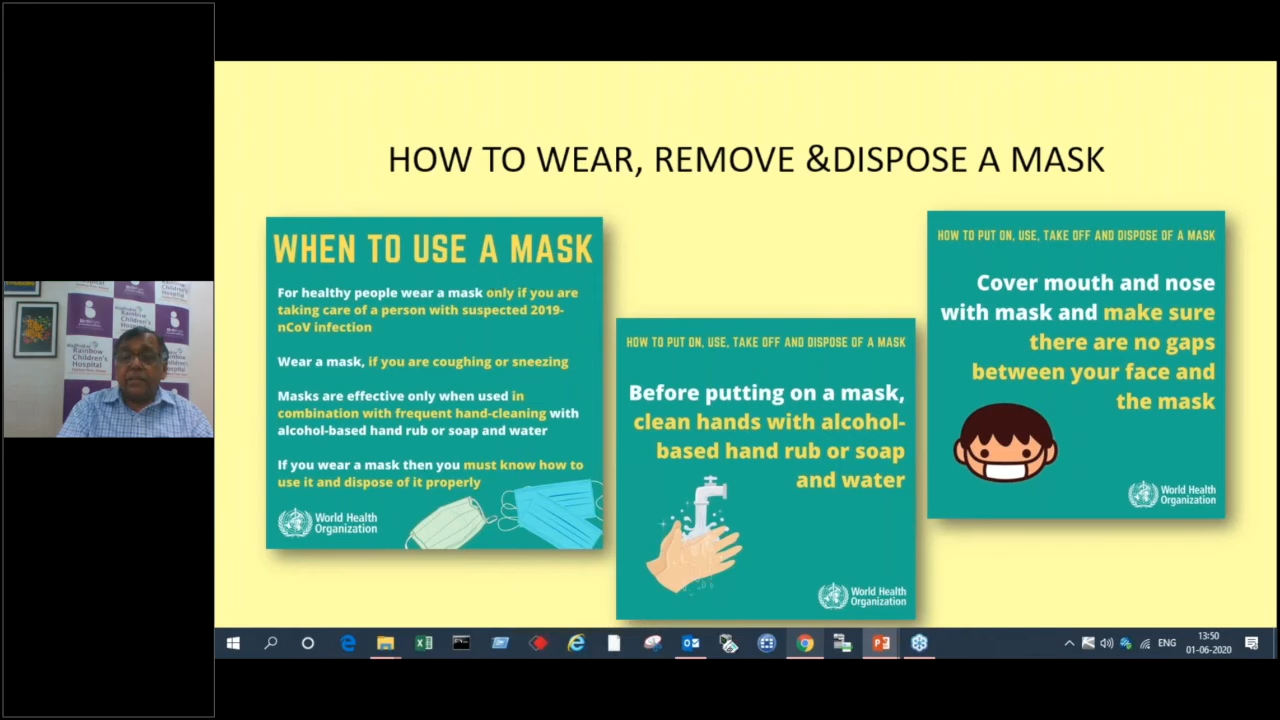 HOW TO WEAR, REMOVE &DISPOSE A MASK
WHEN TO USE A MASK
For healthy people wear a mask only if you are
taking care of a person with suspected 2019-
nCoV infection
Wear a mask, if you are coughing or sneezing
Masks are effective only when used in
combination with frequent hand-cleaning with
alcohol-based hand rub or soap and water
If you wear a mask then you must know how to
use it and dispose of it properly
World Health
Organization
HOW TO PUT ON, USE, TAKE OFF AND DISPOSE OF A MASK
Before putting on a mask,
clean hands with alcohol-
based hand rub or soap
and water
World Health
Organization
HOW TO PUT ON, USE, TAKE OFF AND DISPOSE OF A MASK
Cover mouth and nose
with mask and make sure
there are no gaps
between your face and
the mask
World Health
Organization
Rainbow
Children's
Hospital
ENG
13:50
01-06-2020